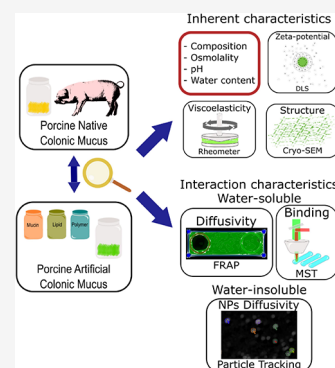 Inherent characteristics
- Composition
- Osmolality
- pH
- Water content
Zeta-potential
DLS
Viscoelasticity
Rheometer
Structure
Cryo-SEM
Porcine Native
Colonic Mucus
Mucin
Lipid
Polymer
Porcine Artificial
Colonic Mucus
Interaction characteristics
Water-soluble
Diffusivity
FRAP
Binding
MST
Water-insoluble
NPs Diffusivity
Particle Tracking